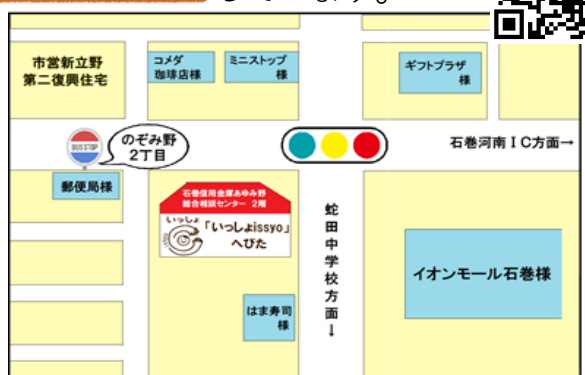 しています。
市営新立野
第二復興住宅
コメダ
珈琲店様
ミニストップ
様
ギフトプラザ
様
BUS STOP
のぞみ野
2丁目
石巻河南IC方面→
郵便局様
石巻信用金庫あゆみ野
総合相談センター 2階
いっしょ
「いっしょissyo」
へびた
蛇田中学校方面↓
イオンモール石巻様
はま寿司
様